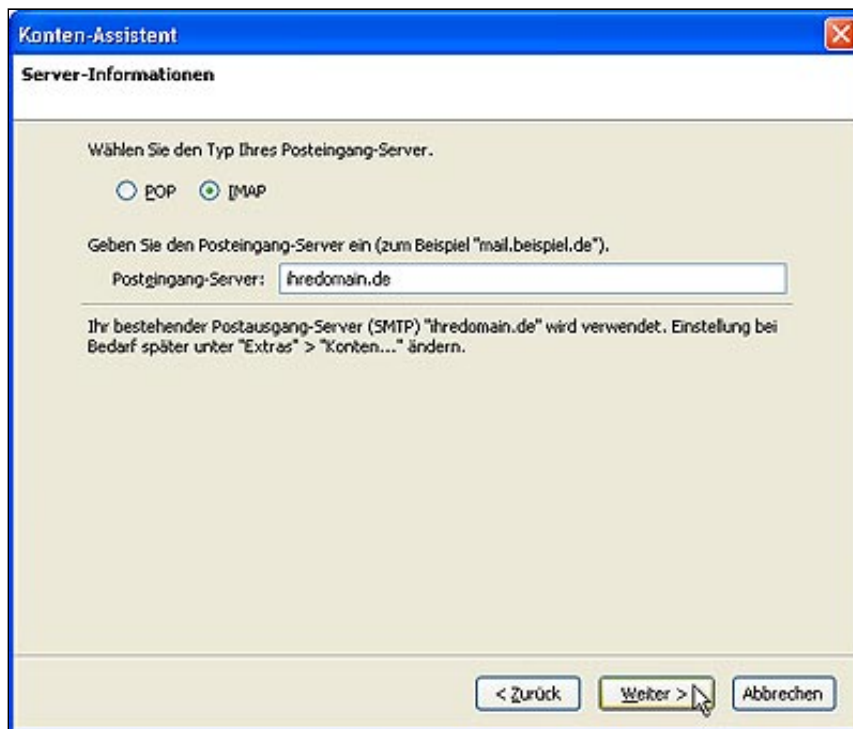 Konten-Assistent
Server-Informationen
Wählen Sie den Typ Ihres Posteingang-Server.
POP IMAP
Geben Sie den Posteingang-Server ein (zum Beispiel "mail.beispiel.de").
Posteingang-Server: ihredomain.de
Ihr bestehender Postausgang-Server (SMTP) "ihredomain.de" wird verwendet. Einstellung bei
Bedarf später unter "Extras" > "Konten..." ändern.
< Zurück Weiter > Abbrechen